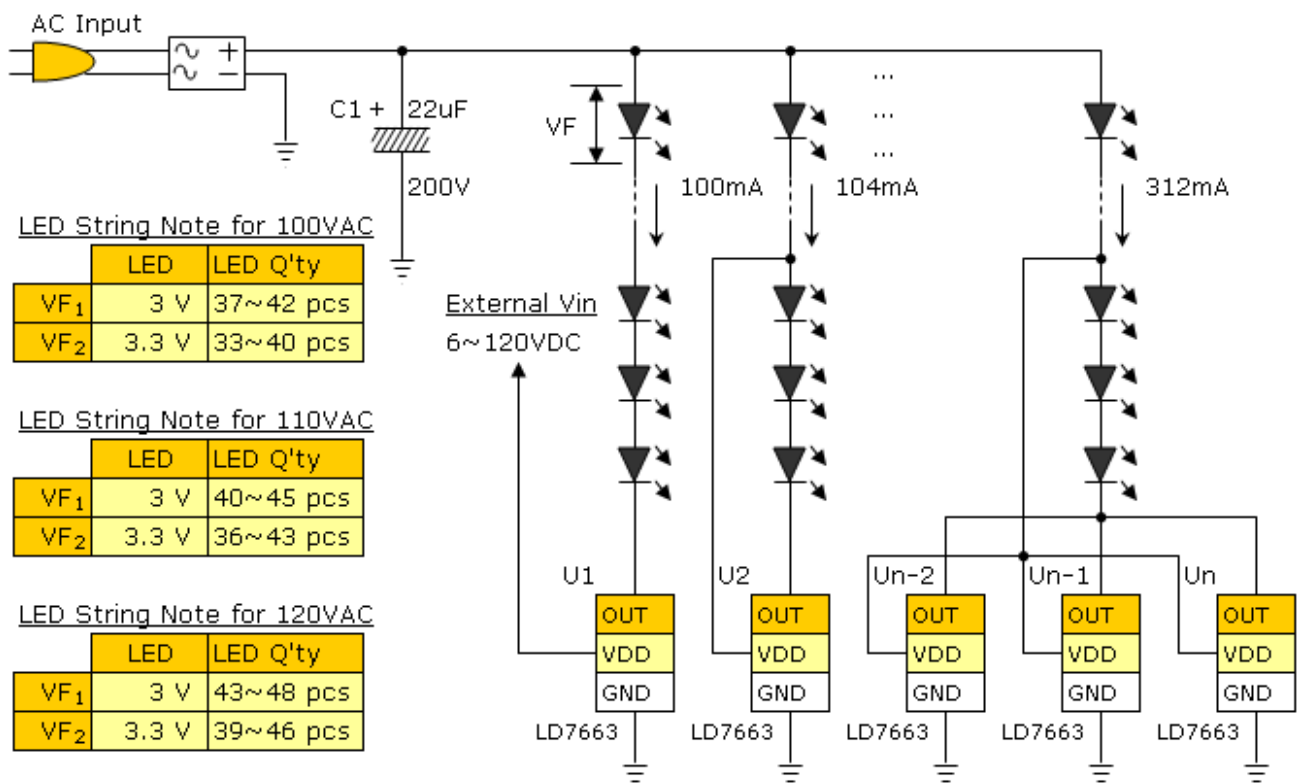 AC Input
+
−
C1 + 22uF
200V
VF
...
...
...
100mA
104mA
312mA
LED String Note for 100VAC
LED LED Q'ty
VF1 3 V 37~42 pcs
VF2 3.3 V 33~40 pcs
External Vin
6~120VDC
LED String Note for 110VAC
LED LED Q'ty
VF1 3 V 40~45 pcs
VF2 3.3 V 36~43 pcs
LED String Note for 120VAC
LED LED Q'ty
VF1 3 V 43~48 pcs
VF2 3.3 V 39~46 pcs
U1 U2 Un-2 Un-1 Un
OUT OUT OUT OUT OUT
VDD VDD VDD VDD VDD
GND GND GND GND GND
LD7663 LD7663 LD7663 LD7663 LD7663